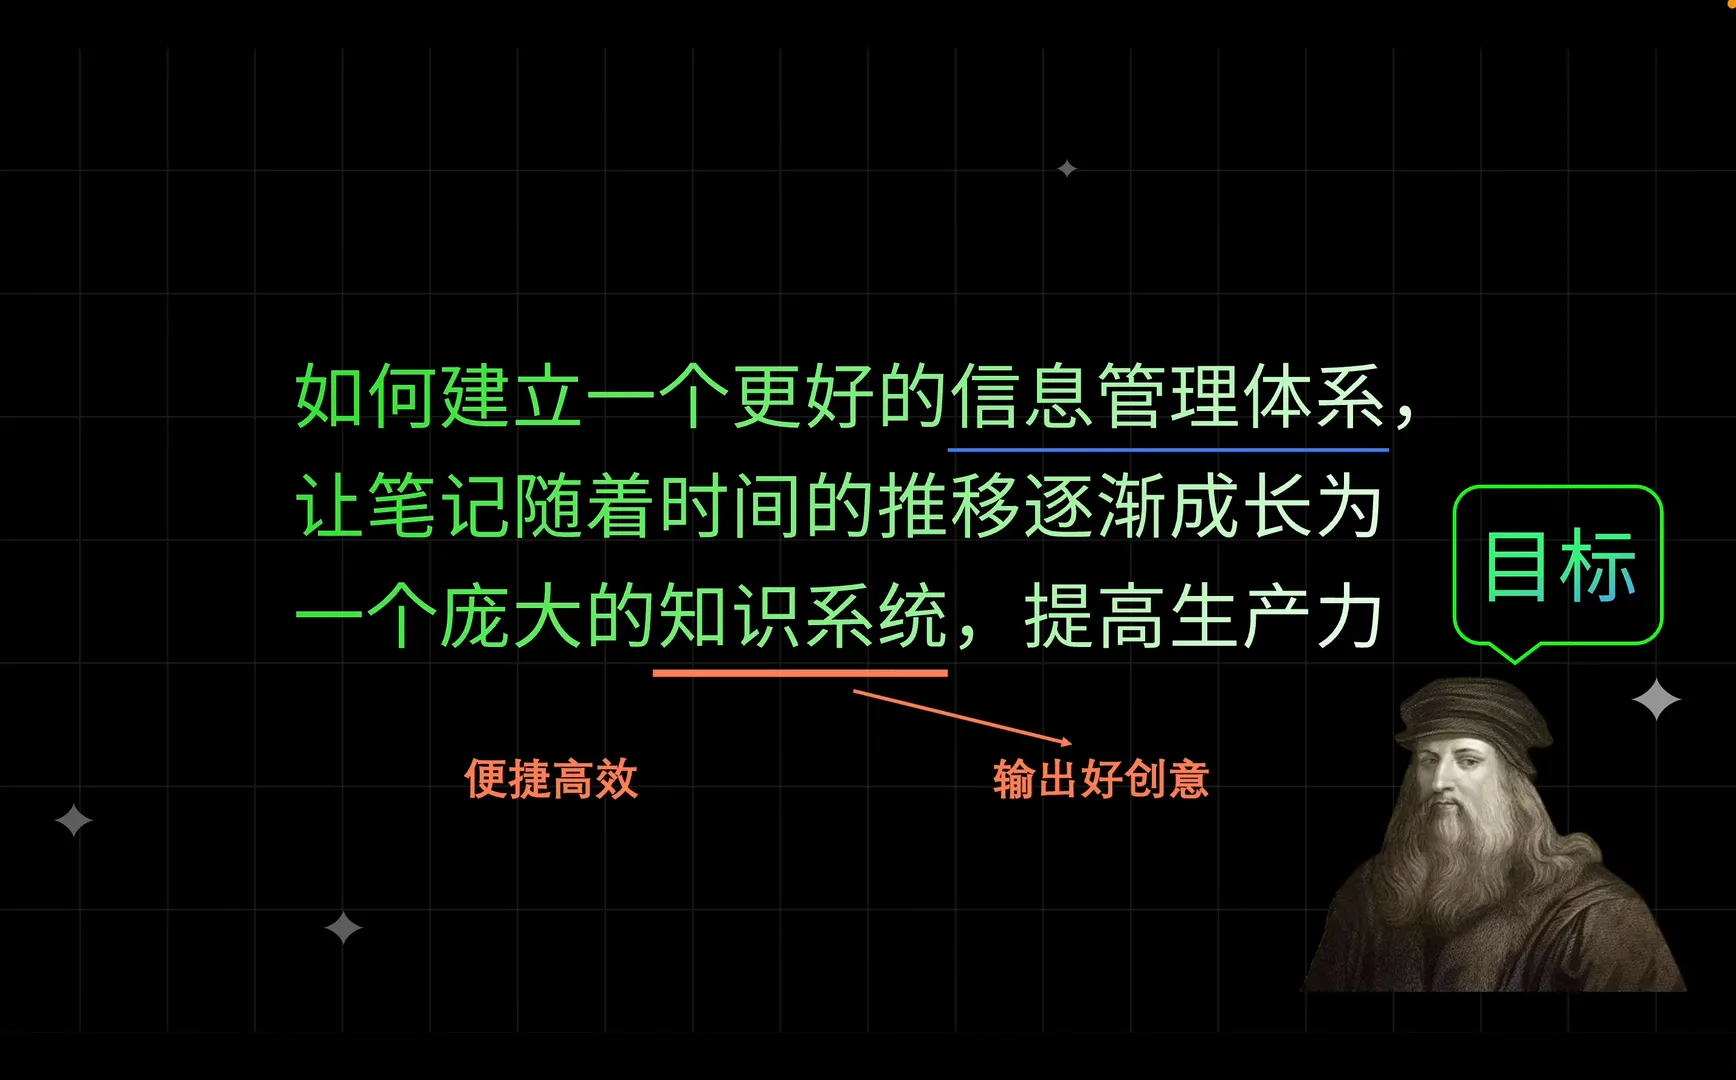 如何建立一个更好的信息管理体系，
让笔记随着时间的推移逐渐成长为
一个庞大的知识系统，提高生产力
目标
便捷高效
输出好创意